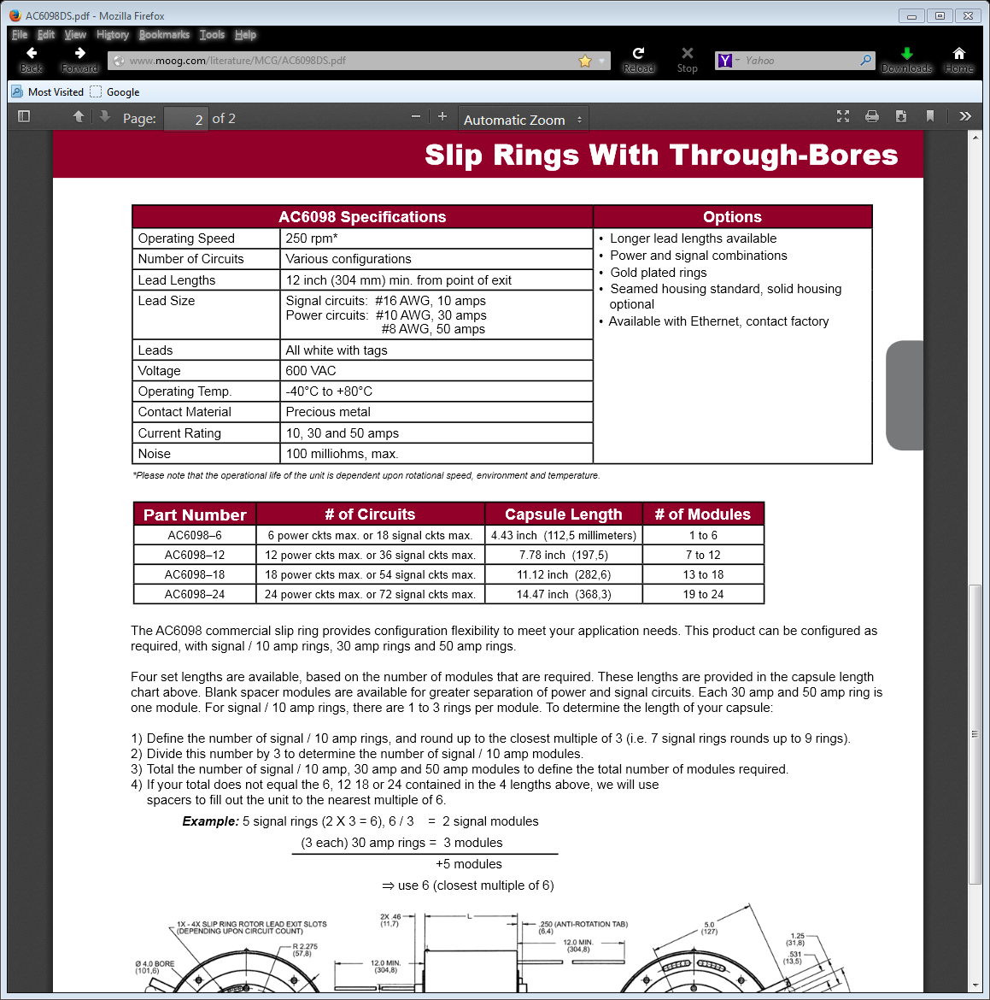 AC6098DS.pdf - Mozilla Firefox
File Edit View History Bookmarks Tools Help
Back Forward www.moog.com/literature/MCG/AC6098DS.pdf Reload Stop Yahoo Downloads Home
Most Visited Google
Page: 2 of 2 Automatic Zoom
Slip Rings With Through-Bores
AC6098 Specifications Options
Operating Speed 250 rpm*
Number of Circuits Various configurations
Lead Lengths 12 inch (304 mm) min. from point of exit
Lead Size Signal circuits: #16 AWG, 10 amps
Power circuits: #10 AWG, 30 amps
#8 AWG, 50 amps
Leads All white with tags
Voltage 600 VAC
Operating Temp. -40°C to +80°C
Contact Material Precious metal
Current Rating 10, 30 and 50 amps
Noise 100 milliohms, max.
• Longer lead lengths available
• Power and signal combinations
• Gold plated rings
• Seamed housing standard, solid housing
optional
• Available with Ethernet, contact factory
*Please note that the operational life of the unit is dependent upon rotational speed, environment and temperature.
Part Number # of Circuits Capsule Length # of Modules
AC6098–6 6 power ckts max. or 18 signal ckts max. 4.43 inch (112,5 millimeters) 1 to 6
AC6098–12 12 power ckts max. or 36 signal ckts max. 7.78 inch (197,5) 7 to 12
AC6098–18 18 power ckts max. or 54 signal ckts max. 11.12 inch (282,6) 13 to 18
AC6098–24 24 power ckts max. or 72 signal ckts max. 14.47 inch (368,3) 19 to 24
The AC6098 commercial slip ring provides configuration flexibility to meet your application needs. This product can be configured as
required, with signal / 10 amp rings, 30 amp rings and 50 amp rings.
Four set lengths are available, based on the number of modules that are required. These lengths are provided in the capsule length
chart above. Blank spacer modules are available for greater separation of power and signal circuits. Each 30 amp and 50 amp ring is
one module. For signal / 10 amp rings, there are 1 to 3 rings per module. To determine the length of your capsule:
1) Define the number of signal / 10 amp rings, and round up to the closest multiple of 3 (i.e. 7 signal rings rounds up to 9 rings).
2) Divide this number by 3 to determine the number of signal / 10 amp modules.
3) Total the number of signal / 10 amp, 30 amp and 50 amp modules to define the total number of modules required.
4) If your total does not equal the 6, 12 18 or 24 contained in the 4 lengths above, we will use
spacers to fill out the unit to the nearest multiple of 6.
Example: 5 signal rings (2 X 3 = 6), 6 / 3 = 2 signal modules
(3 each) 30 amp rings = 3 modules
+5 modules
⇒ use 6 (closest multiple of 6)
1X - 4X SLIP RING ROTOR LEAD EXIT SLOTS
(DEPENDING UPON CIRCUIT COUNT)
R 2.275
(57,8)
Ø 4.0 BORE
(101,6)
2X .46
(11,7)
L
.250 (ANTI-ROTATION TAB)
(6.4)
12.0 MIN.
(304,8)
12.0 MIN.
(304,8)
5.0
(127)
1.25
(31,8)
.531
(13,5)